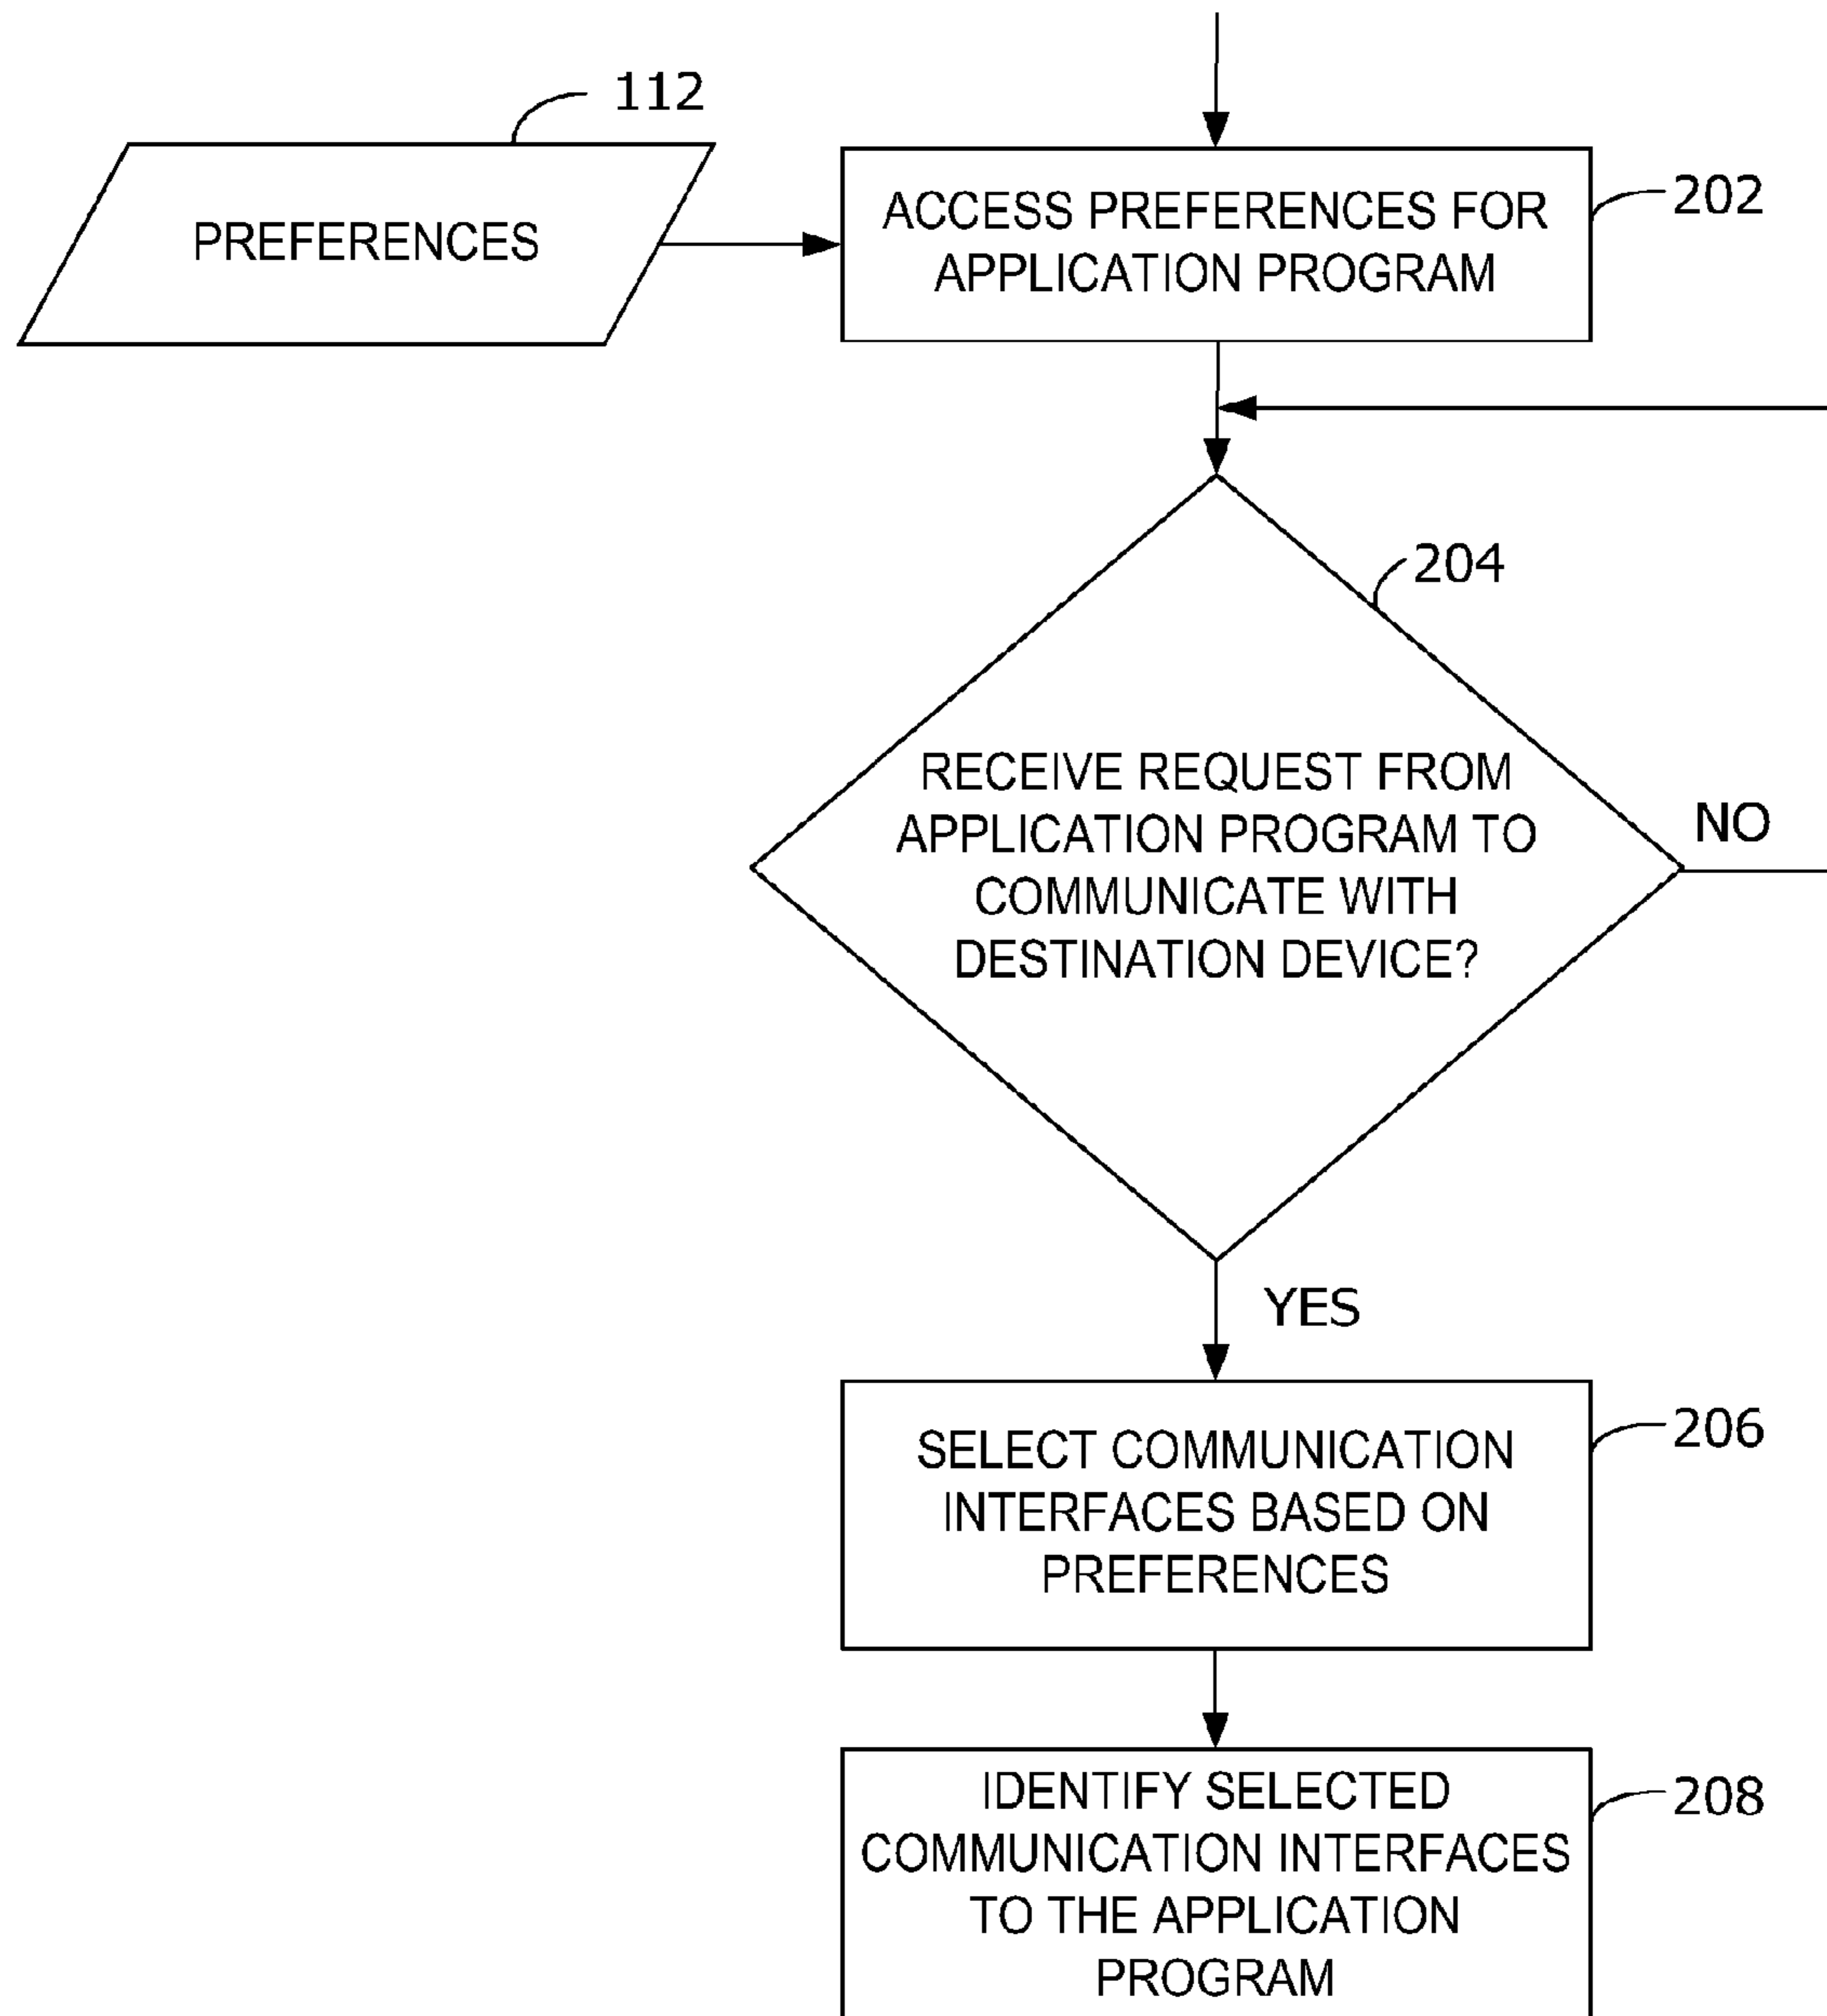 112
PREFERENCES
ACCESS PREFERENCES FOR
APPLICATION PROGRAM
202
204
RECEIVE REQUEST FROM
APPLICATION PROGRAM TO
COMMUNICATE WITH
DESTINATION DEVICE?
NO
YES
SELECT COMMUNICATION
INTERFACES BASED ON
PREFERENCES
206
IDENTIFY SELECTED
COMMUNICATION INTERFACES
TO THE APPLICATION
PROGRAM
208